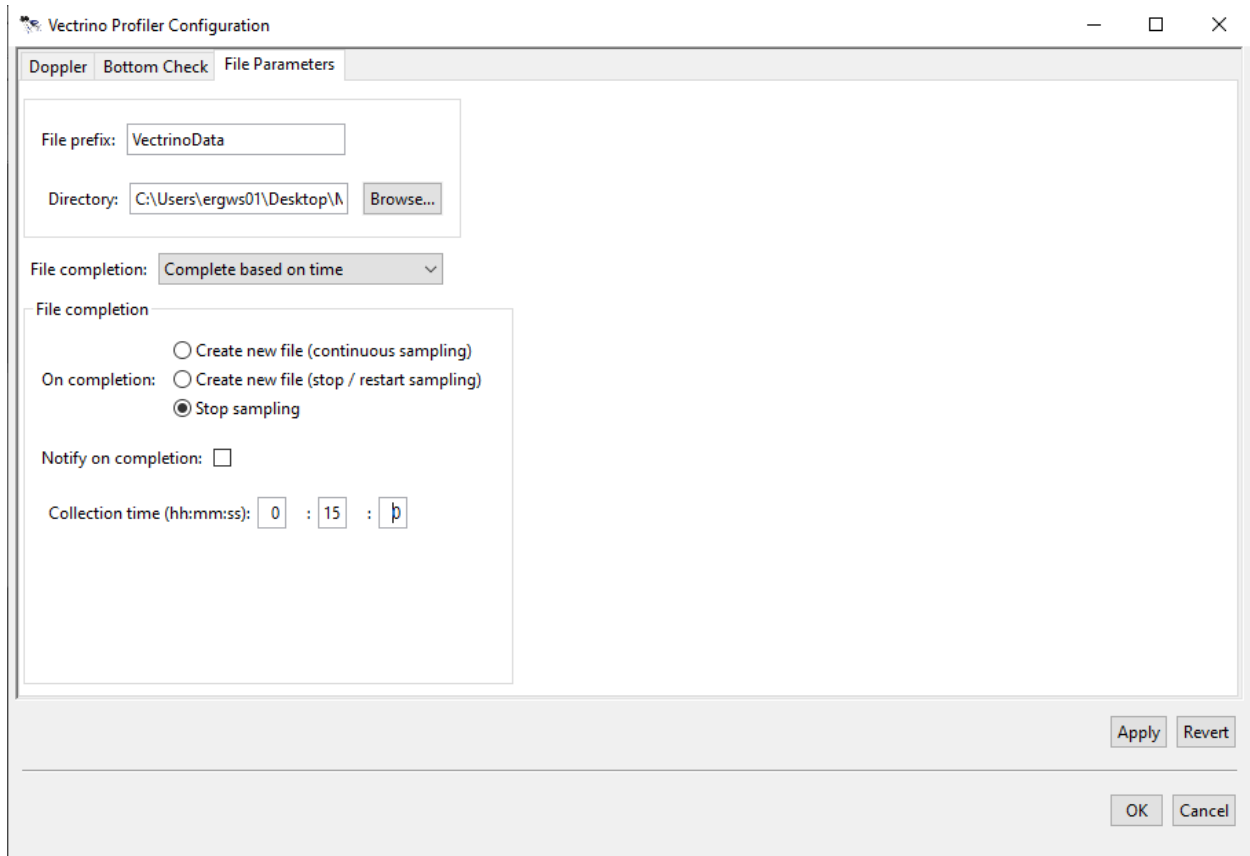 Vectrino Profiler Configuration
Doppler Bottom Check File Parameters
File prefix: VectrinoData
Directory: C:\Users\ergws01\Desktop\ Browse...
File completion: Complete based on time
File completion
Create new file (continuous sampling)
On completion: Create new file (stop / restart sampling)
Stop sampling
Notify on completion:
Collection time (hh:mm:ss): 0 : 15 : 0
Apply Revert
OK Cancel